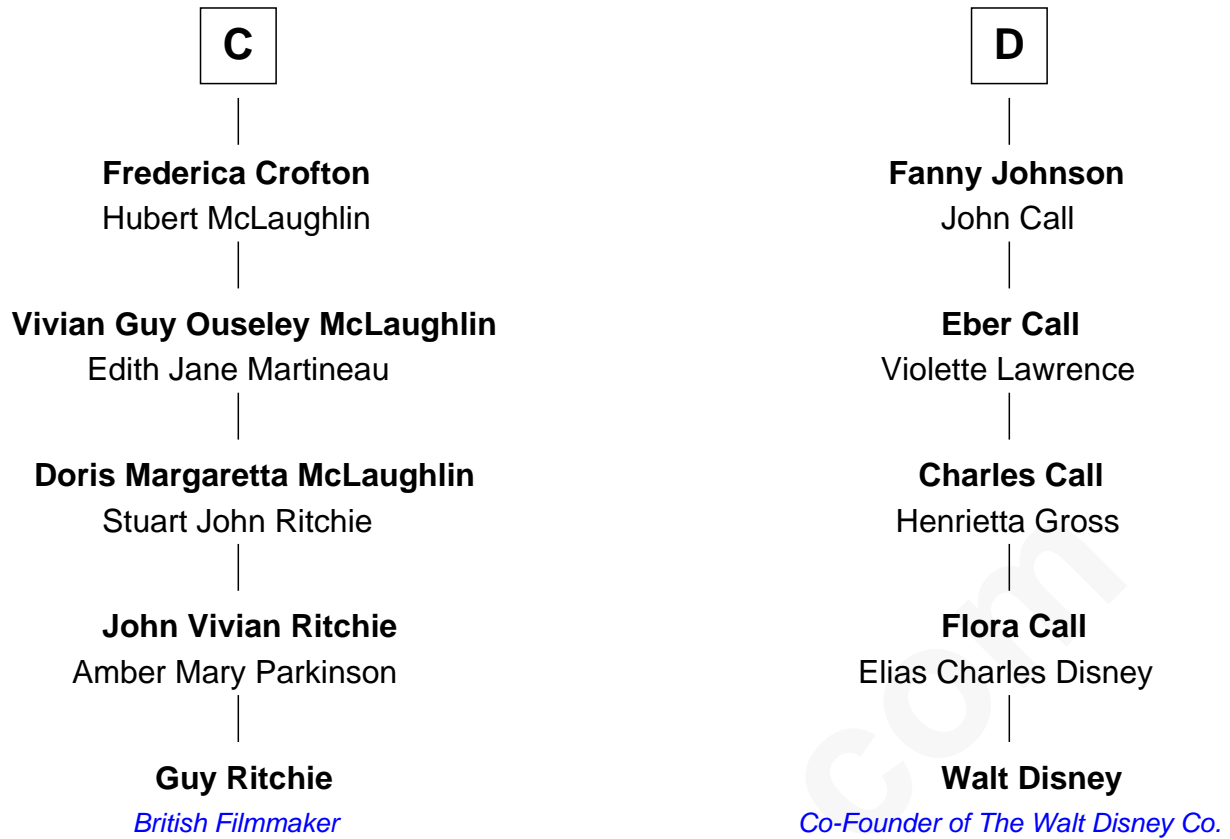 C
Frederica Crofton
Hubert McLaughlin
Vivian Guy Ouseley McLaughlin
Edith Jane Martineau
Doris Margaretta McLaughlin
Stuart John Ritchie
John Vivian Ritchie
Amber Mary Parkinson
Guy Ritchie
British Filmmaker
D
Fanny Johnson
John Call
Eber Call
Violette Lawrence
Charles Call
Henrietta Gross
Flora Call
Elias Charles Disney
Walt Disney
Co-Founder of The Walt Disney Co.
com